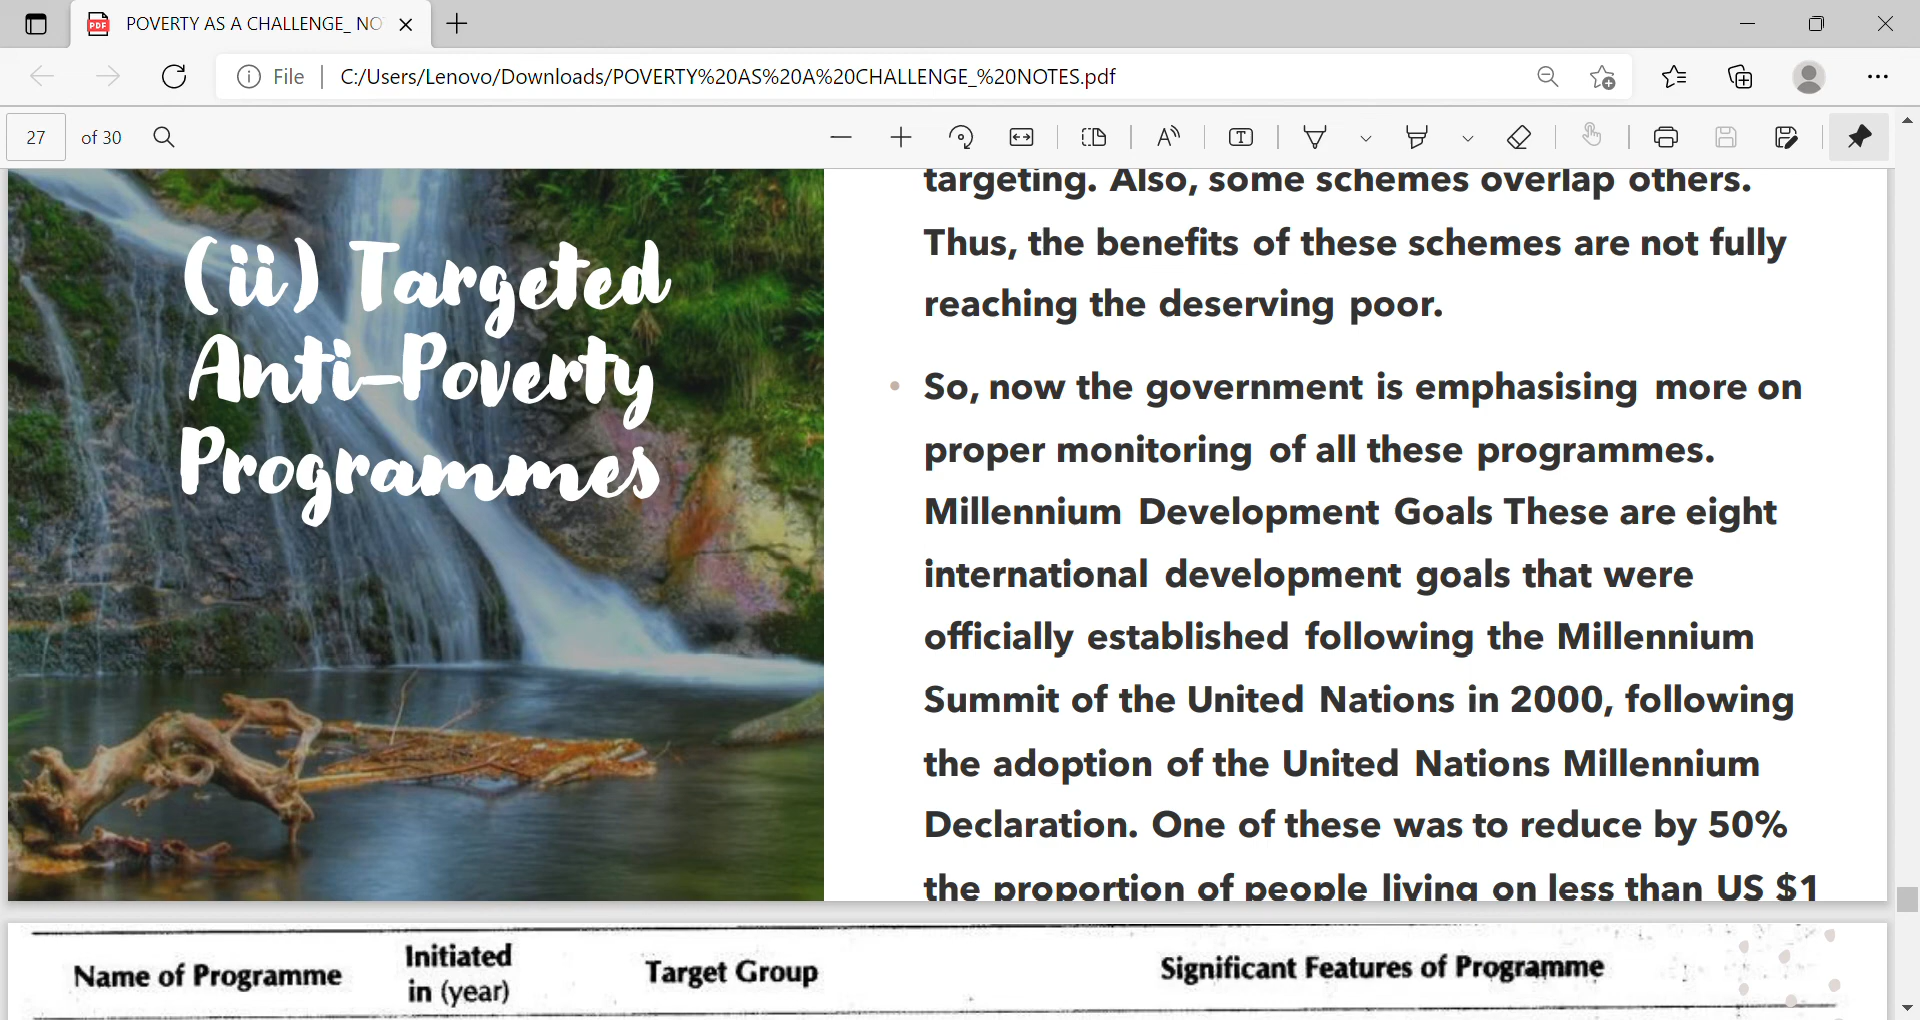 POVERTY AS A CHALLENGE_ NO
File
C:/Users/Lenovo/Downloads/POVERTY%20AS%20A%20CHALLENGE_%20NOTES.pdf
27 of 30
(ii) Targeted
Anti-Poverty
Programmes
targeting. Also, some schemes overlap others.
Thus, the benefits of these schemes are not fully
reaching the deserving poor.
• So, now the government is emphasising more on
proper monitoring of all these programmes.
Millennium Development Goals These are eight
international development goals that were
officially established following the Millennium
Summit of the United Nations in 2000, following
the adoption of the United Nations Millennium
Declaration. One of these was to reduce by 50%
the proportion of people living on less than US $1
Name of Programme
Initiated
in (year)
Target Group
Significant Features of Programme